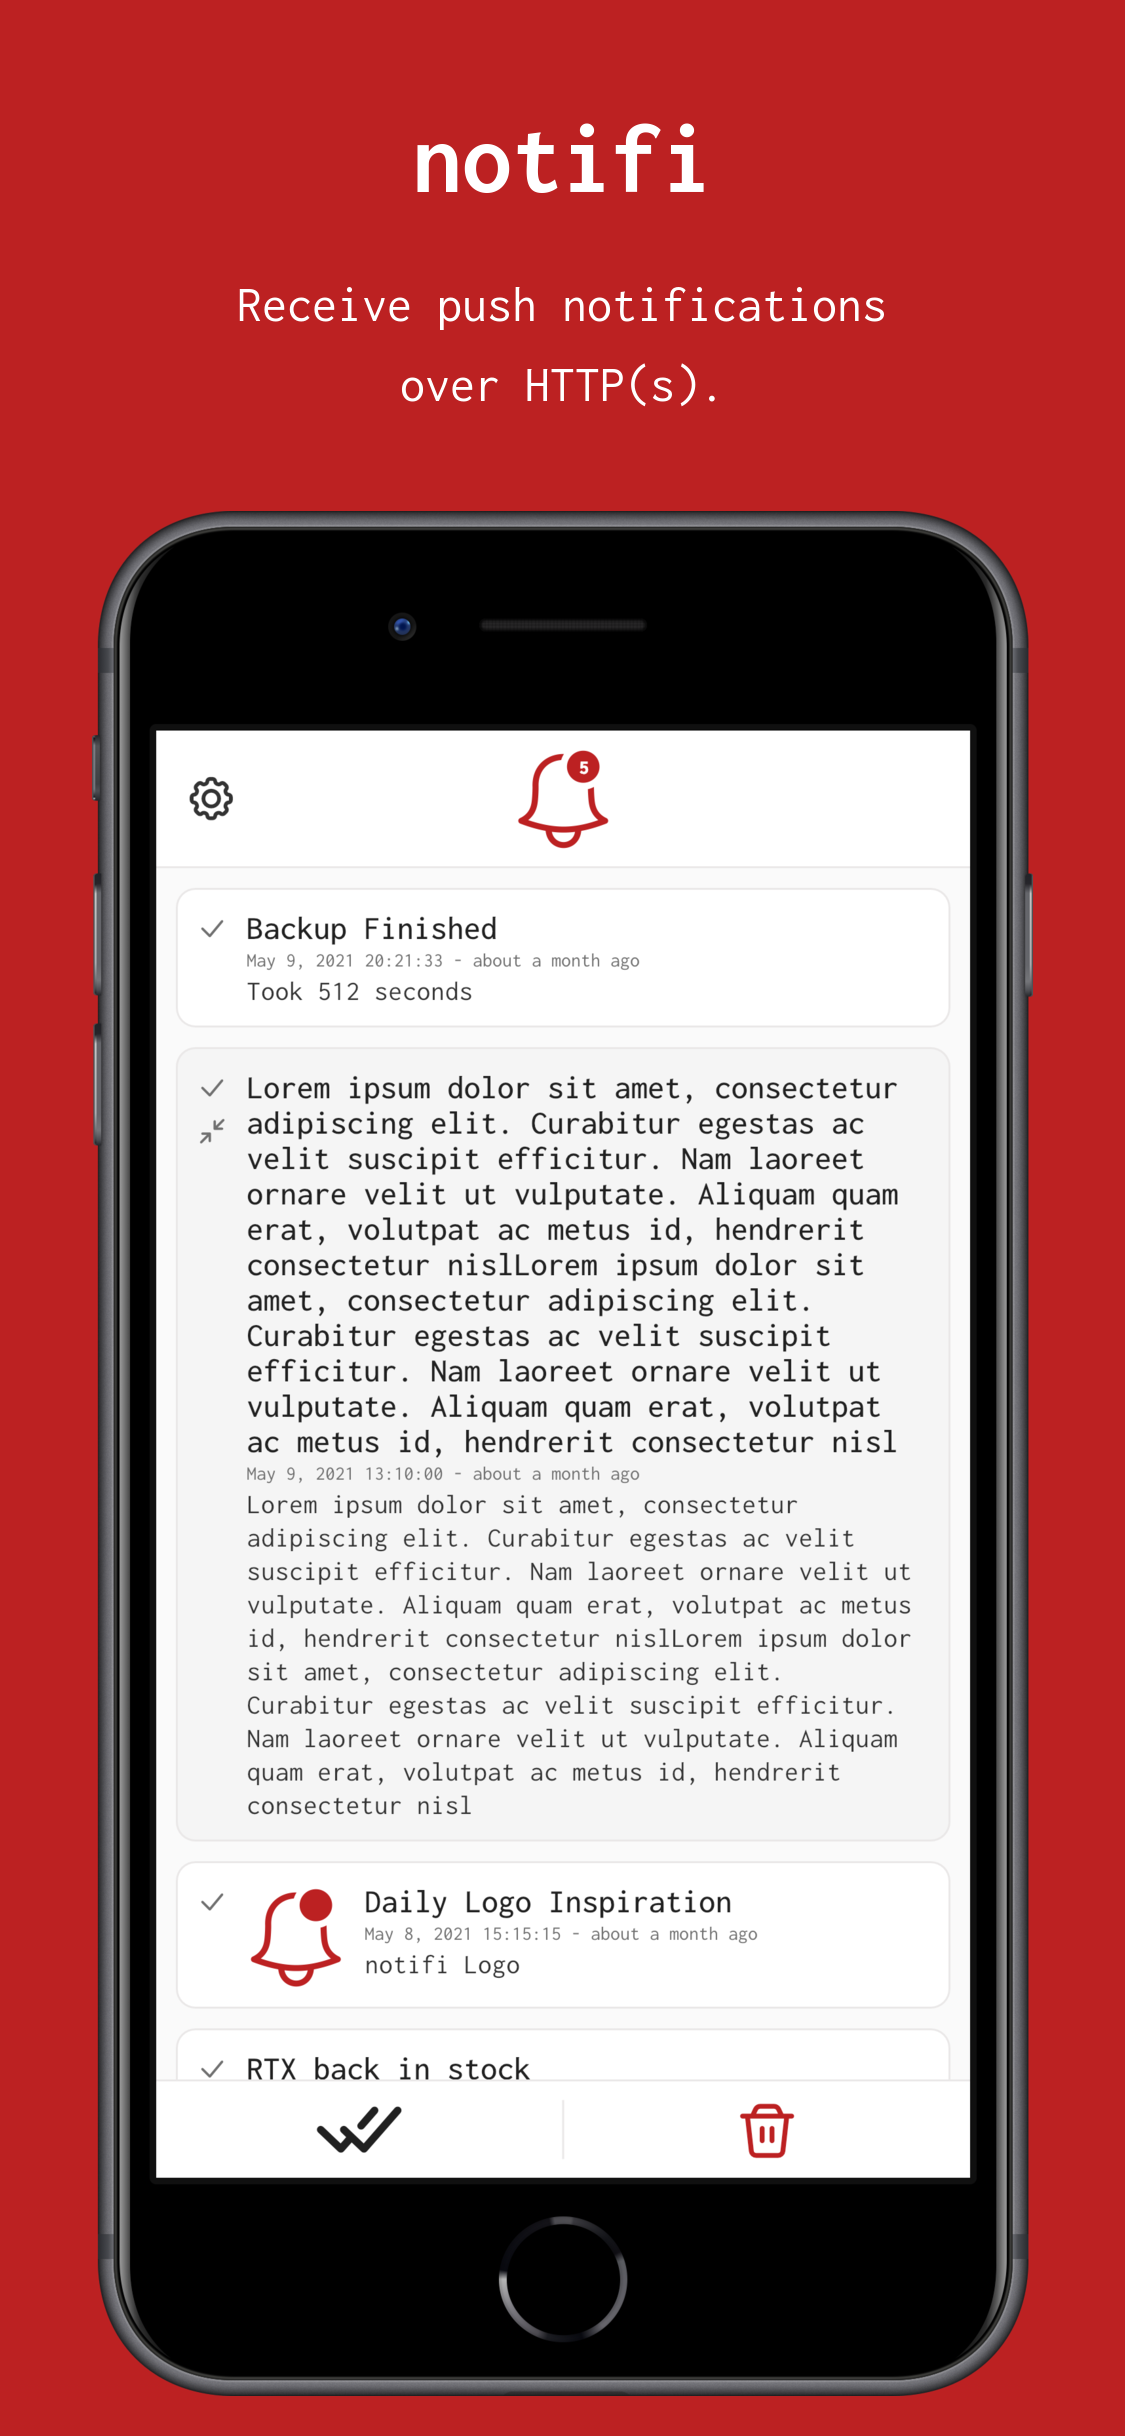 notifi
Receive push notifications
over HTTP(s).
5
Backup Finished
May 9, 2021 20:21:33 - about a month ago
Took 512 seconds
Lorem ipsum dolor sit amet, consectetur
adipiscing elit. Curabitur egestas ac
velit suscipit efficitur. Nam laoreet
ornare velit ut vulputate. Aliquam quam
erat, volutpat ac metus id, hendrerit
consectetur nislLorem ipsum dolor sit
amet, consectetur adipiscing elit.
Curabitur egestas ac velit suscipit
efficitur. Nam laoreet ornare velit ut
vulputate. Aliquam quam erat, volutpat
ac metus id, hendrerit consectetur nisl
May 9, 2021 13:10:00 - about a month ago
Lorem ipsum dolor sit amet, consectetur
adipiscing elit. Curabitur egestas ac velit
suscipit efficitur. Nam laoreet ornare velit ut
vulputate. Aliquam quam erat, volutpat ac metus
id, hendrerit consectetur nislLorem ipsum dolor
sit amet, consectetur adipiscing elit.
Curabitur egestas ac velit suscipit efficitur.
Nam laoreet ornare velit ut vulputate. Aliquam
quam erat, volutpat ac metus id, hendrerit
consectetur nisl
Daily Logo Inspiration
May 8, 2021 15:15:15 - about a month ago
notifi Logo
RTX back in stock